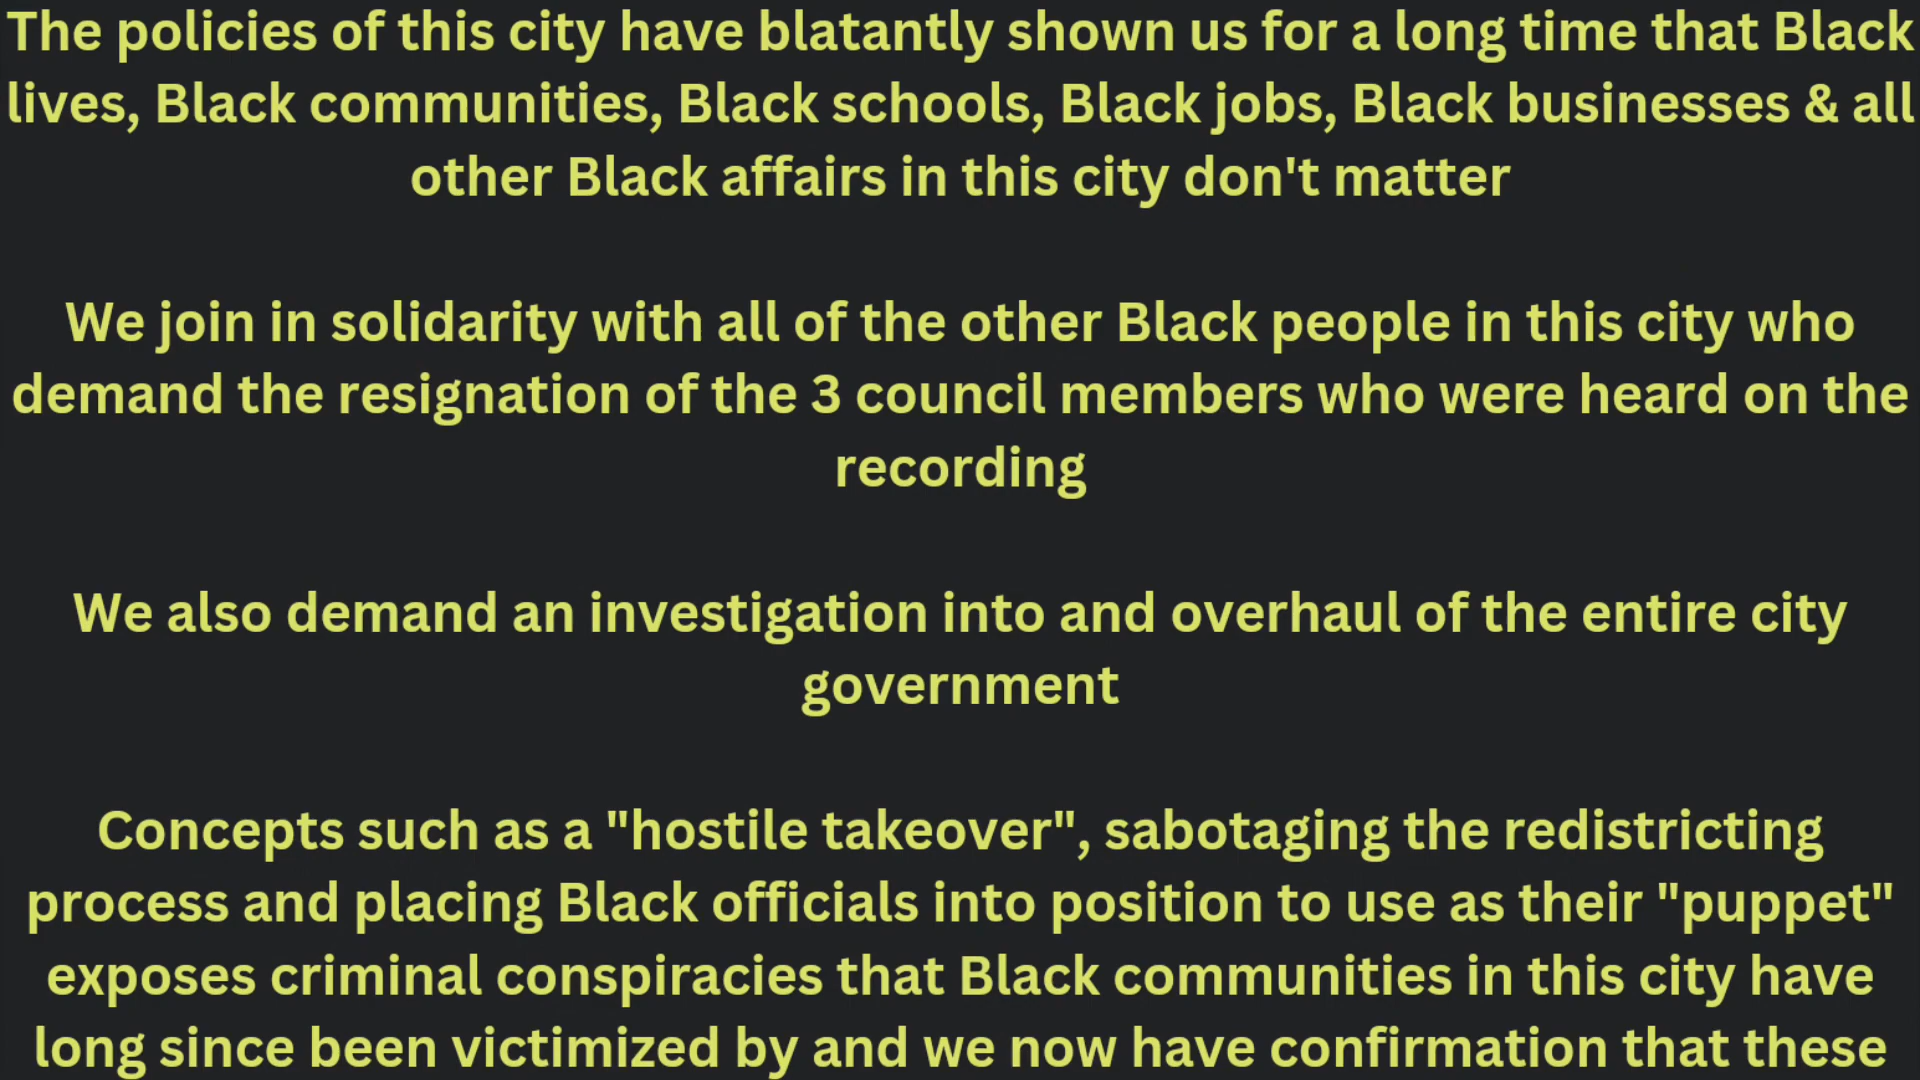 The policies of this city have blatantly shown us for a long time that Black
lives, Black communities, Black schools, Black jobs, Black businesses & all
other Black affairs in this city don't matter
We join in solidarity with all of the other Black people in this city who
demand the resignation of the 3 council members who were heard on the
recording
We also demand an investigation into and overhaul of the entire city
government
Concepts such as a "hostile takeover", sabotaging the redistricting
process and placing Black officials into position to use as their "puppet"
exposes criminal conspiracies that Black communities in this city have
long since been victimized by and we now have confirmation that these